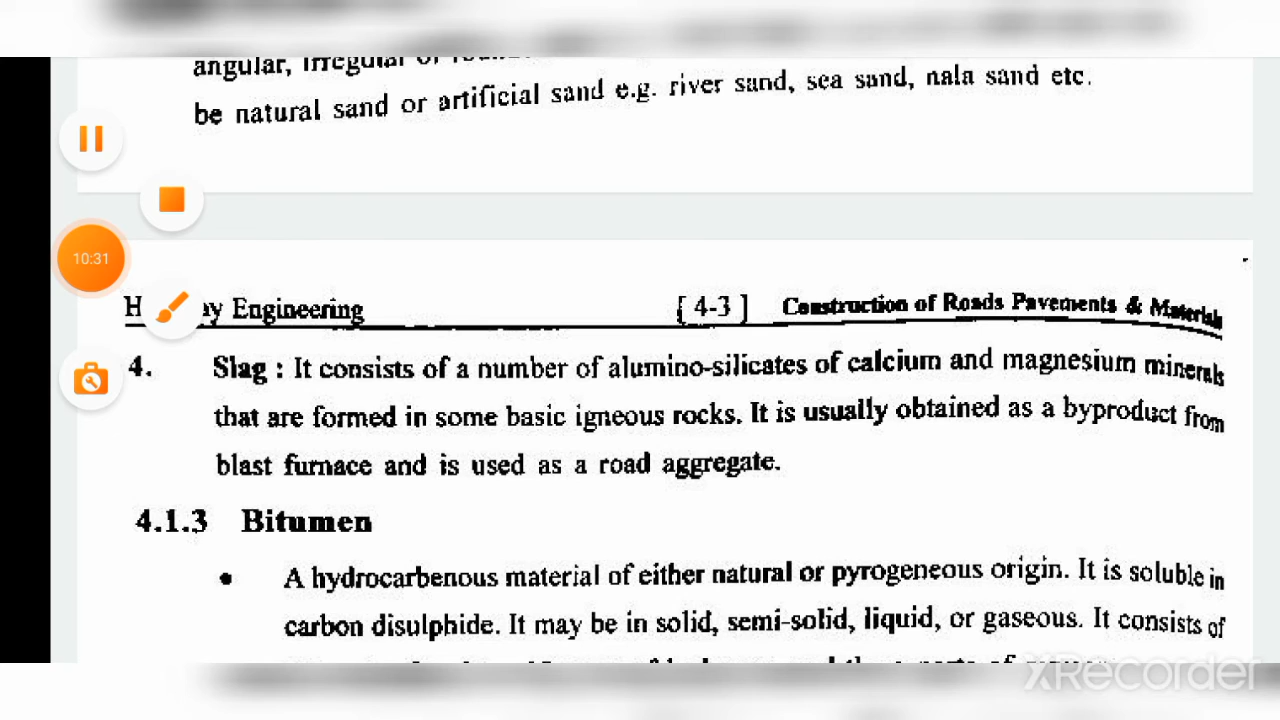 angular, irregular or
be natural sand or artificial sand e.g. river sand, sea sand, nala sand etc.
10:31
H ay Engineering [ 4-3 ] Construction of Roads Pavements & Materials
4. Slag : It consists of a number of alumino-silicates of calcium and magnesium minerals
that are formed in some basic igneous rocks. It is usually obtained as a byproduct from
blast furnace and is used as a road aggregate.
4.1.3 Bitumen
• A hydrocarbenous material of either natural or pyrogeneous origin. It is soluble in
carbon disulphide. It may be in solid, semi-solid, liquid, or gaseous. It consists of
XRecorder